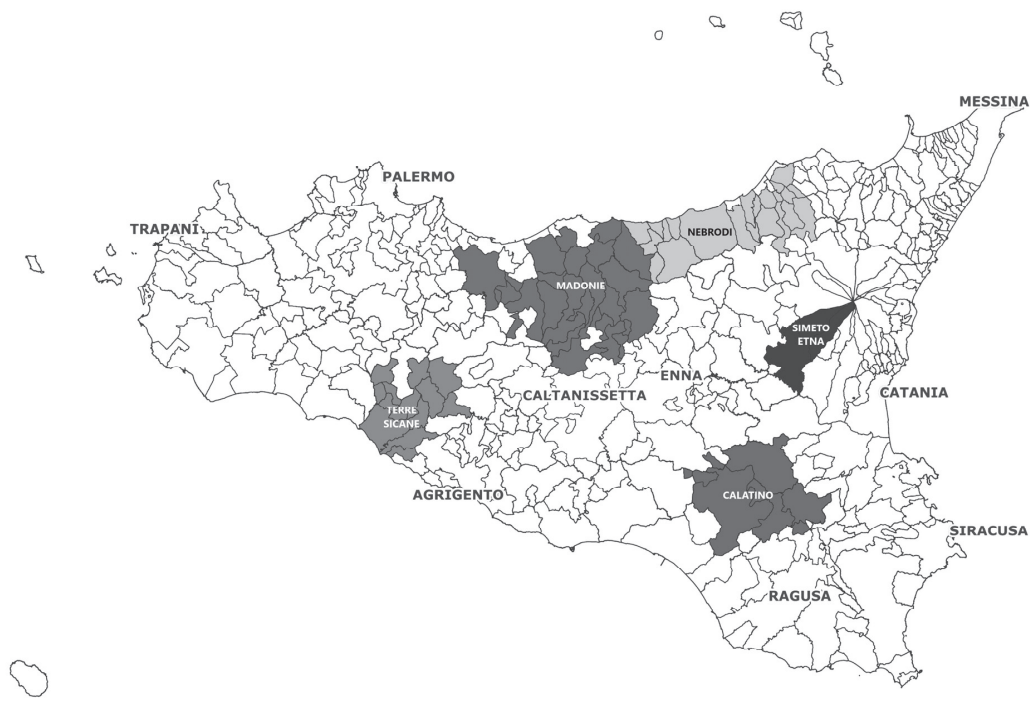 MESSINA
PALERMO
TRAPANI
NEBRODI
MADONIE
SIMETO
ETNA
ENNA
CALTANISSETTA
CATANIA
TERRE
SICANE
AGRIGENTO
CALATINO
SIRACUSA
RAGUSA